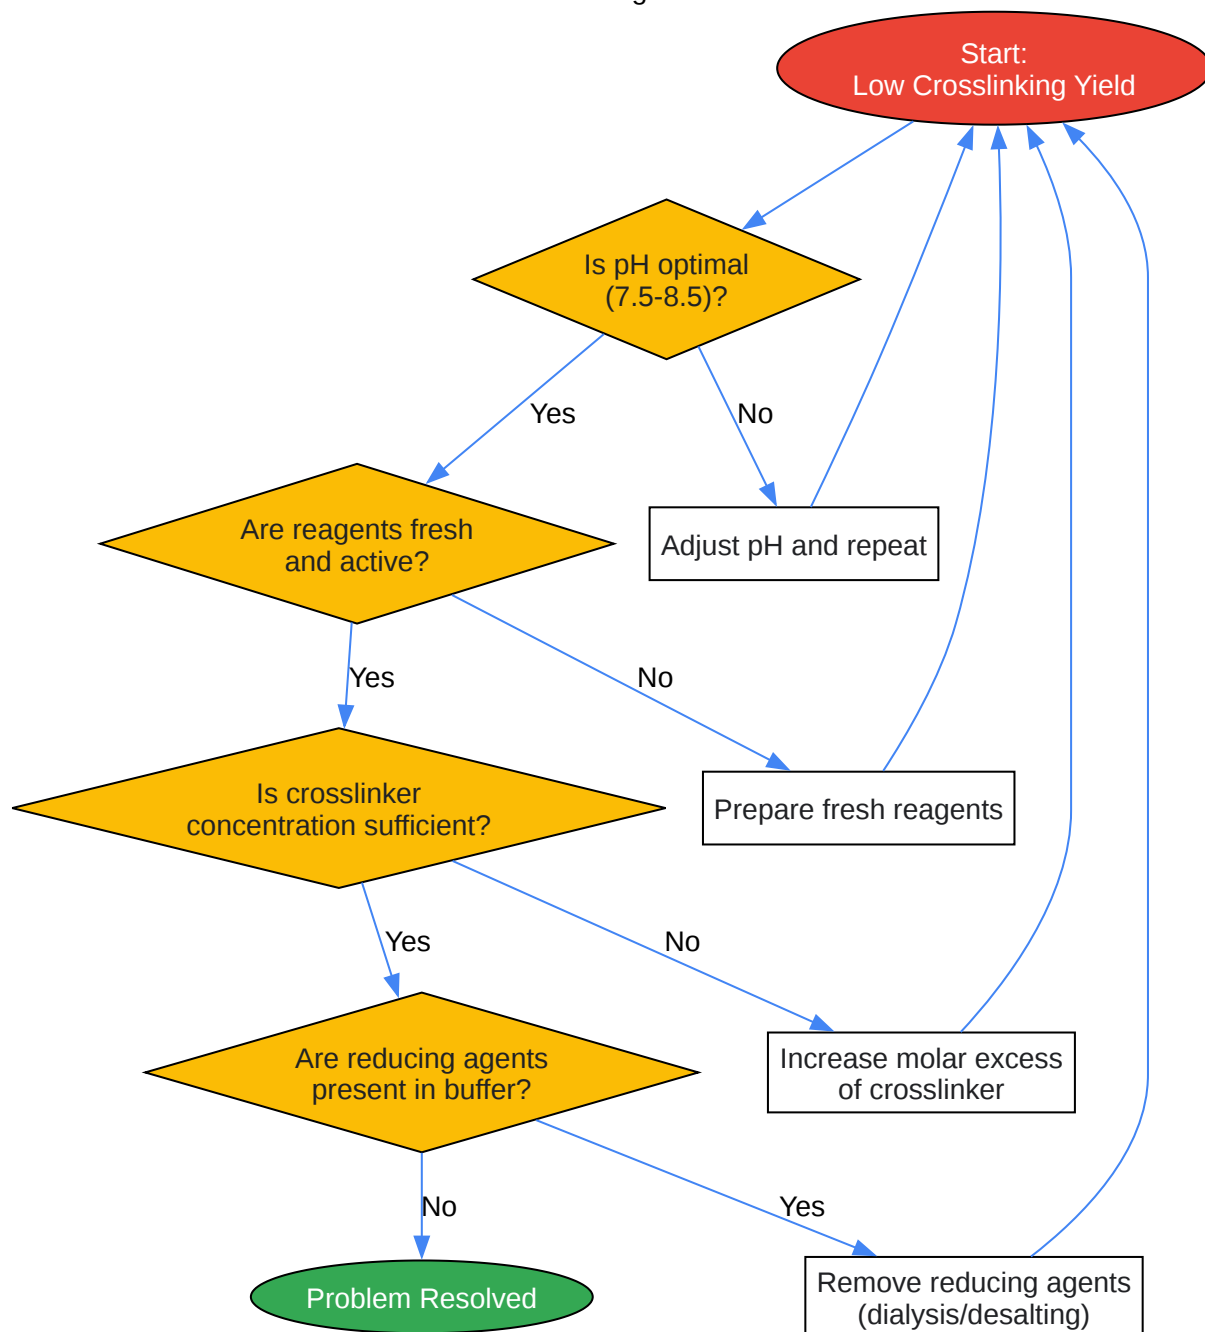 Start:
Low Crosslinking Yield
Is pH optimal
(7.5-8.5)?
Yes
No
Are reagents fresh
and active?
Adjust pH and repeat
Yes
No
Is crosslinker
concentration sufficient?
Prepare fresh reagents
Yes
No
Are reducing agents
present in buffer?
Increase molar excess
of crosslinker
No
Yes
Problem Resolved
Remove reducing agents
(dialysis/desalting)